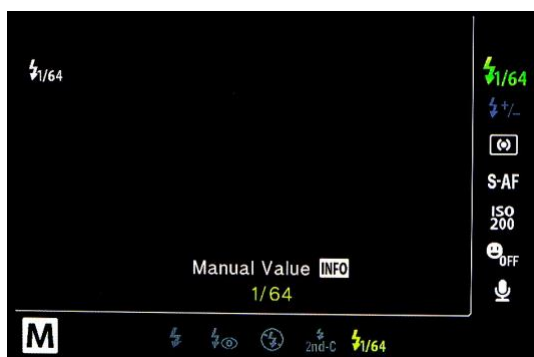 1/64
1/64
+/-
S-AF
ISO
200
OFF
Manual Value INFO
1/64
M
2nd-C
1/64